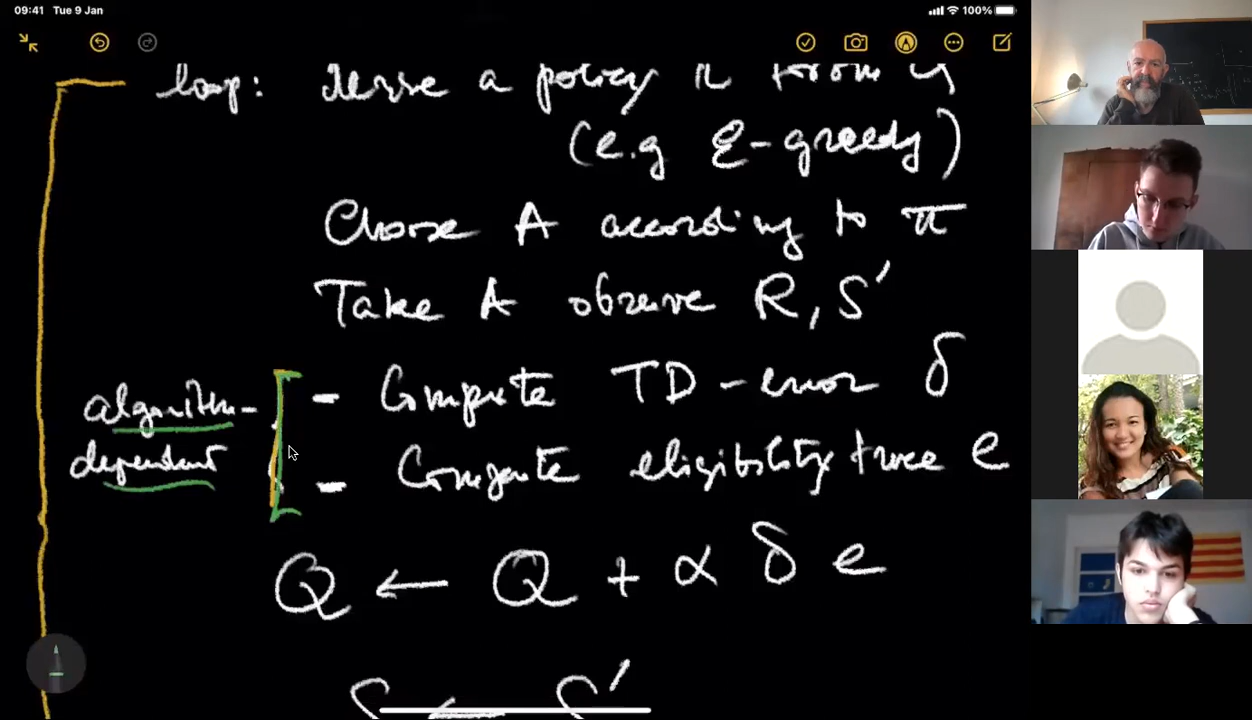 09:41 Tue 9 Jan
100%
loop: Derive a policy π from Q
(e.g ε-greedy)
Choose A according to π
Take A observe R, S'
algorithm-
dependent
- Compute TD-error δ
- Compute eligibility trace e
Q ← Q + α δ e
S ← S'